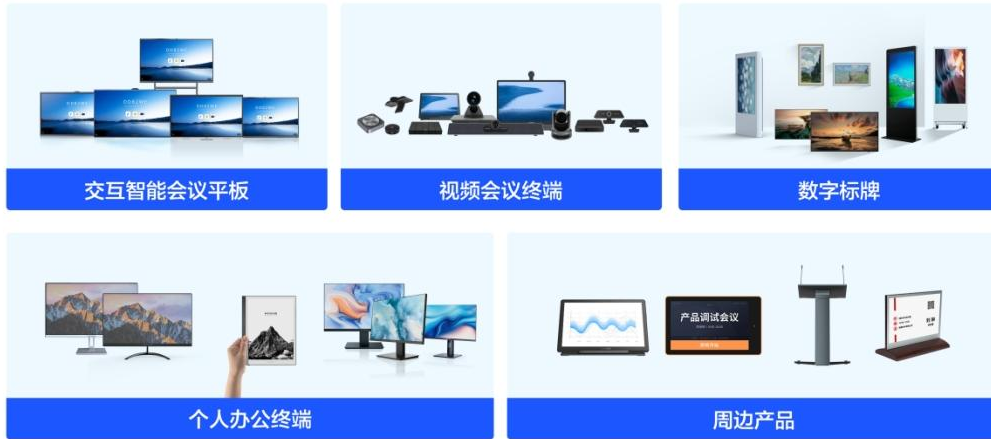 交互智能会议平板
视频会议终端
数字标牌
产品调试会议
个人办公终端
周边产品